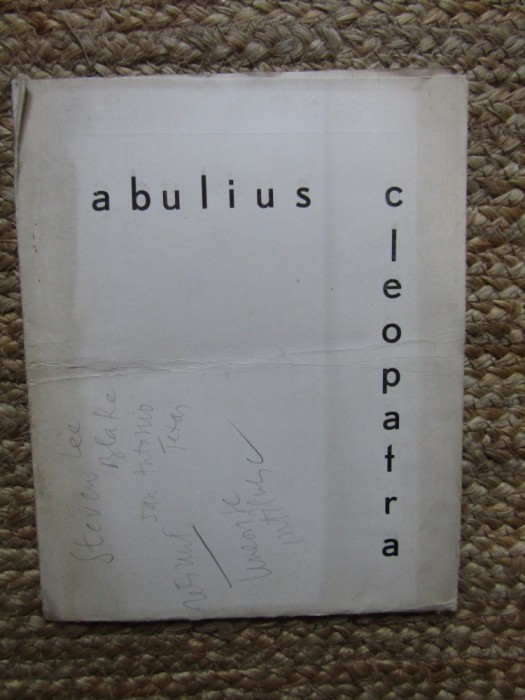 abulius
cleopatra
Steven Lee
Blake
San Antonio
Texas